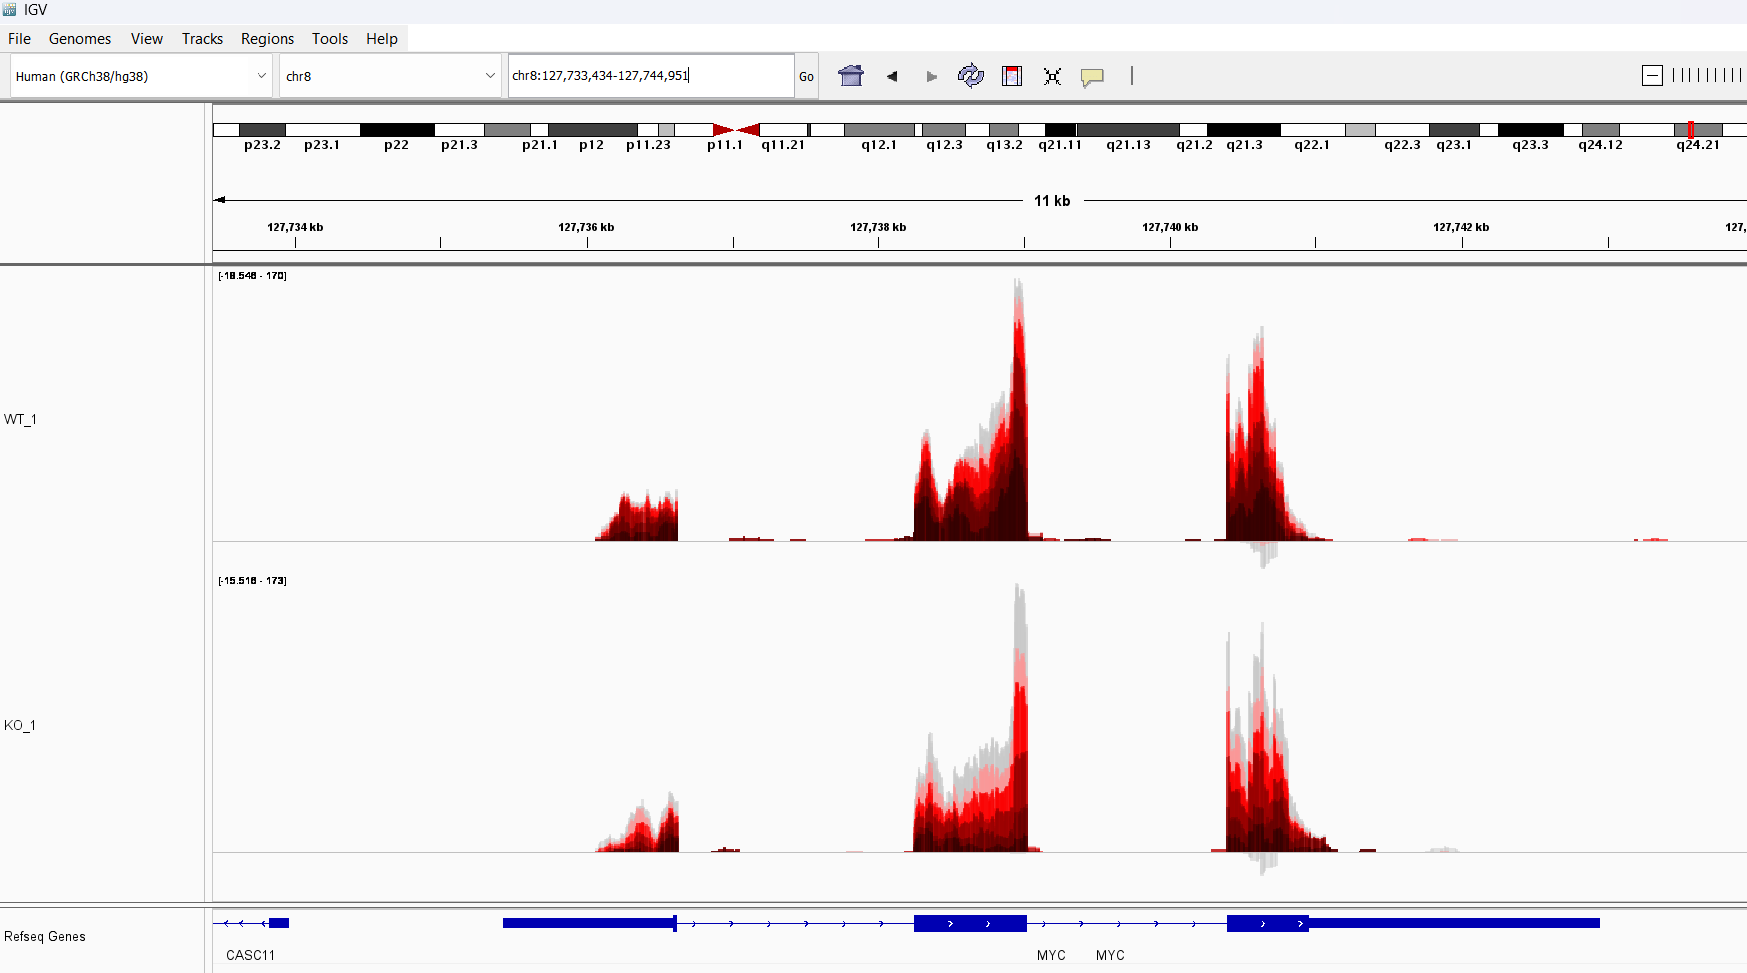 IGV
File Genomes View Tracks Regions Tools Help
Human (GRCh38/hg38) chr8 chr8:127,733,434-127,744,951 Go
p23.2 p23.1 p22 p21.3 p21.1 p12 p11.23 p11.1 q11.21 q12.1 q12.3 q13.2 q21.11 q21.13 q21.2 q21.3 q22.1 q22.3 q23.1 q23.3 q24.12 q24.21
11 kb
127,734 kb 127,736 kb 127,738 kb 127,740 kb 127,742 kb 127,
[-18.546 - 170]
WT_1
[-15.516 - 173]
KO_1
Refseq Genes
CASC11 MYC MYC